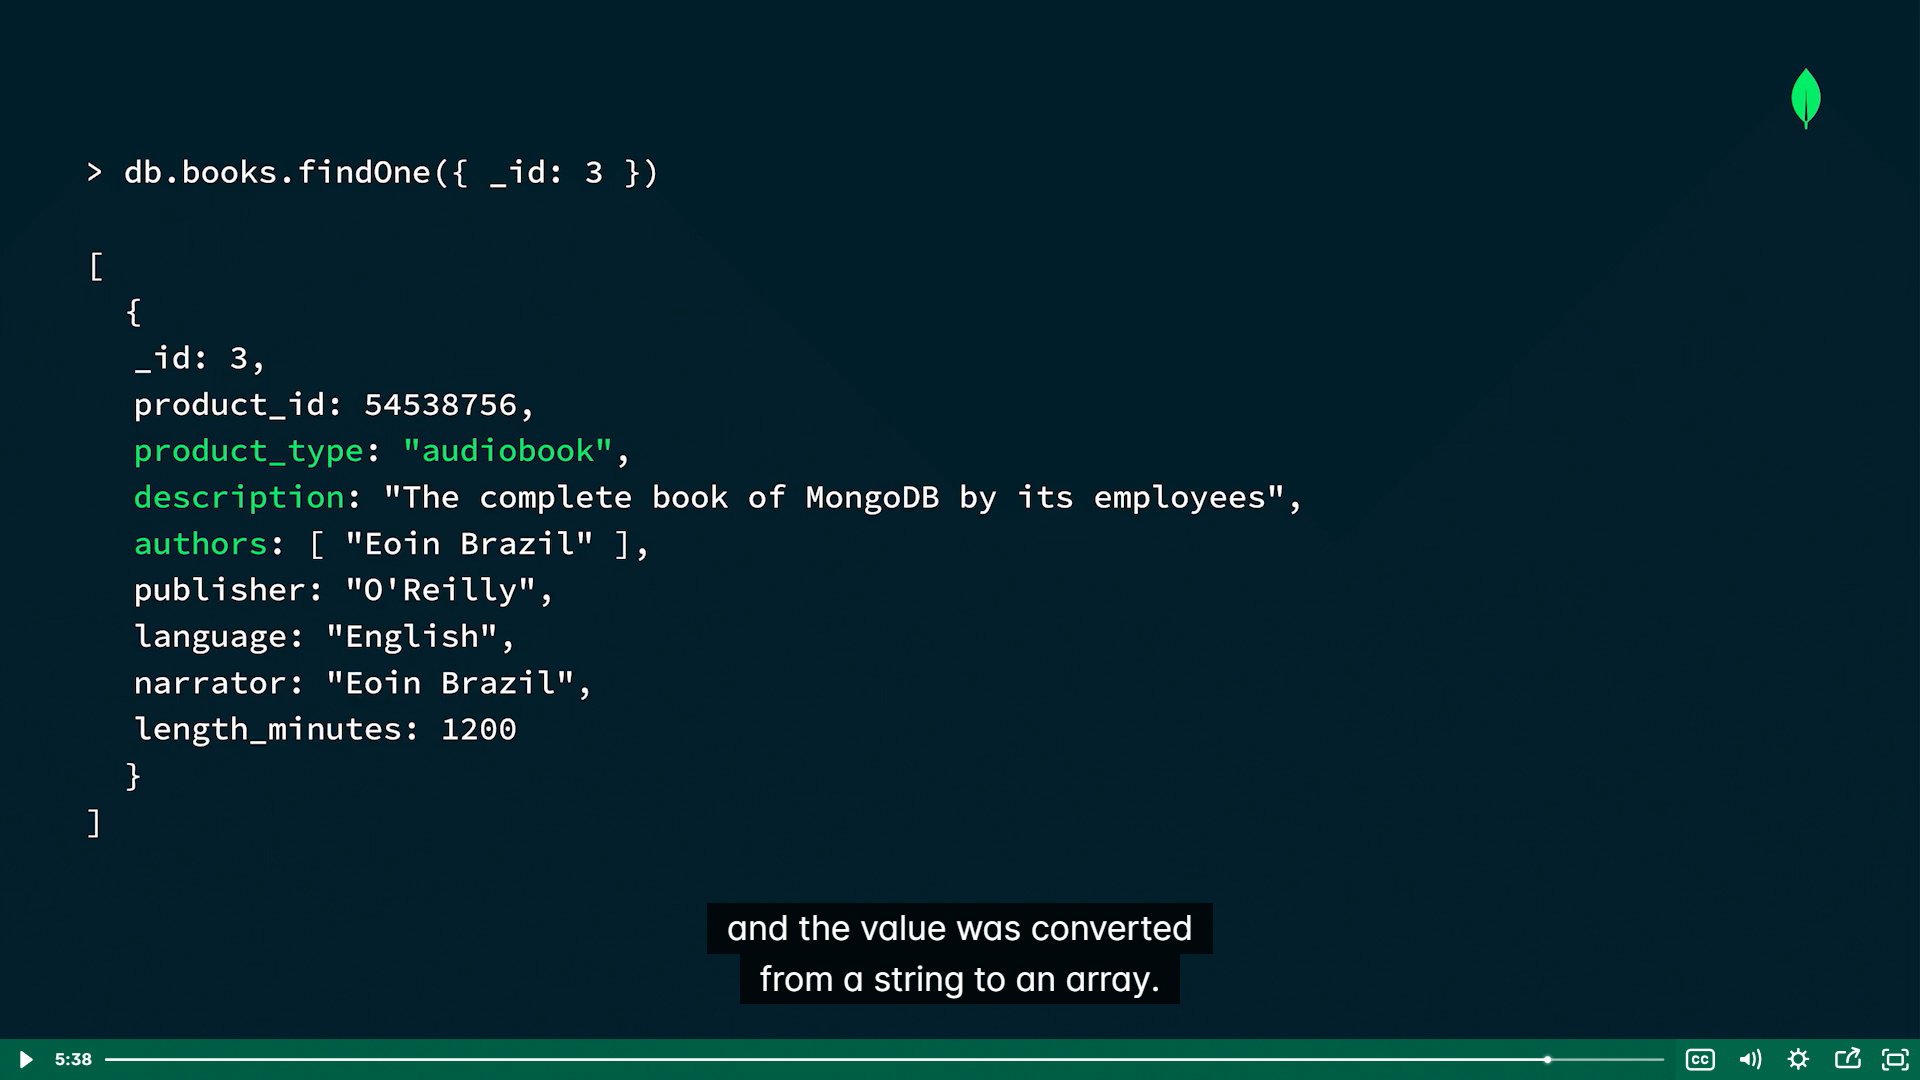 > db.books.findOne({ _id: 3 })
[
{
_id: 3,
product_id: 54538756,
product_type: "audiobook",
description: "The complete book of MongoDB by its employees",
authors: [ "Eoin Brazil" ],
publisher: "O'Reilly",
language: "English",
narrator: "Eoin Brazil",
length_minutes: 1200
}
]
and the value was converted
from a string to an array.
5:38
CC